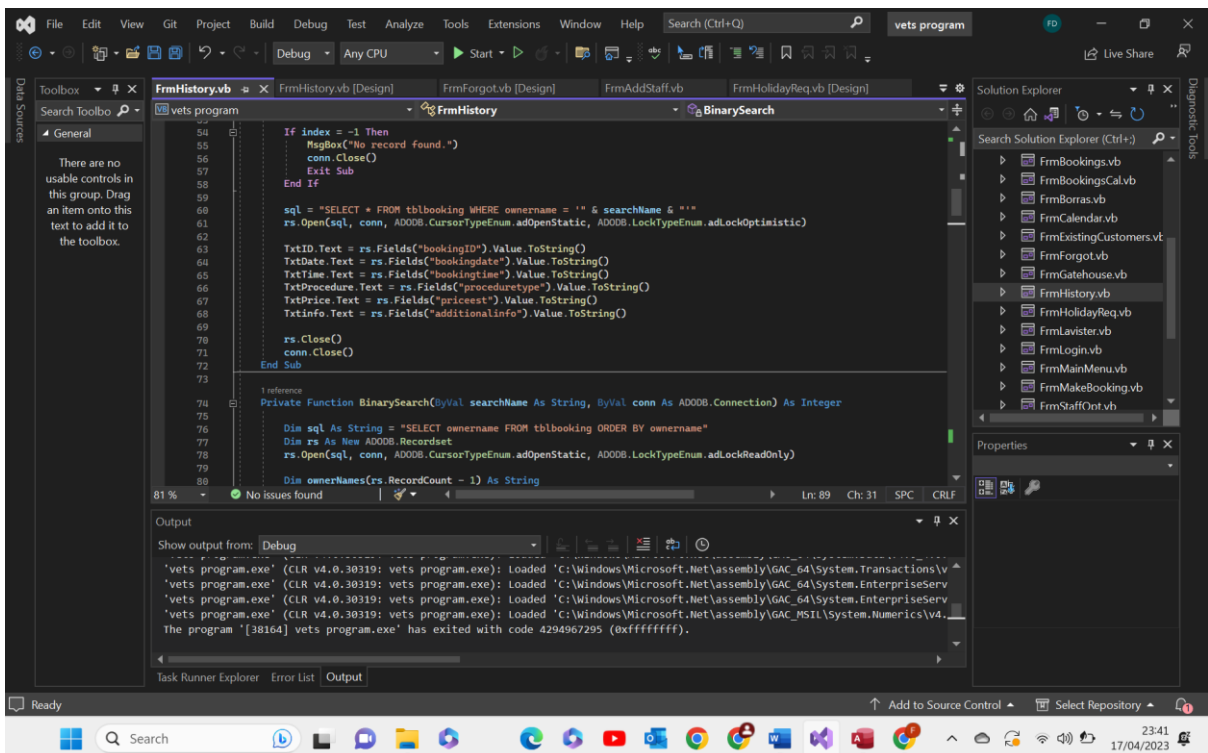 File Edit View Git Project Build Debug Test Analyze Tools Extensions Window Help Search (Ctrl+Q) vets program FD
Debug Any CPU Start Live Share
Data Sources
Toolbox
Search Toolbo
General
There are no
usable controls in
this group. Drag
an item onto this
text to add it to
the toolbox.
FrmHistory.vb FrmHistory.vb [Design] FrmForgot.vb [Design] FrmAddStaff.vb FrmHolidayReq.vb [Design]
vets program FrmHistory BinarySearch
54 If index = -1 Then
55 MsgBox("No record found.")
56 conn.Close()
57 Exit Sub
58 End If
59
60 sql = "SELECT * FROM tblbooking WHERE ownername = '" & searchName & "'"
61 rs.Open(sql, conn, ADODB.CursorTypeEnum.adOpenStatic, ADODB.LockTypeEnum.adLockOptimistic)
62
63 TxtID.Text = rs.Fields("bookingID").Value.ToString()
64 TxtDate.Text = rs.Fields("bookingdate").Value.ToString()
65 TxtTime.Text = rs.Fields("bookingtime").Value.ToString()
66 TxtProcedure.Text = rs.Fields("proceduretype").Value.ToString()
67 TxtPrice.Text = rs.Fields("priceest").Value.ToString()
68 Txtinfo.Text = rs.Fields("additionalinfo").Value.ToString()
69
70 rs.Close()
71 conn.Close()
72 End Sub
73
1 reference
74 Private Function BinarySearch(ByVal searchName As String, ByVal conn As ADODB.Connection) As Integer
75
76 Dim sql As String = "SELECT ownername FROM tblbooking ORDER BY ownername"
77 Dim rs As New ADODB.Recordset
78 rs.Open(sql, conn, ADODB.CursorTypeEnum.adOpenStatic, ADODB.LockTypeEnum.adLockReadOnly)
79
80 Dim ownerNames(rs.RecordCount - 1) As String
81 % No issues found Ln: 89 Ch: 31 SPC CRLF
Output
Show output from: Debug
'vets program.exe' (CLR v4.0.30319: vets program.exe): Loaded 'C:\Windows\Microsoft.Net\assembly\GAC_64\System.Transactions\v
'vets program.exe' (CLR v4.0.30319: vets program.exe): Loaded 'C:\Windows\Microsoft.Net\assembly\GAC_64\System.EnterpriseServ
'vets program.exe' (CLR v4.0.30319: vets program.exe): Loaded 'C:\Windows\Microsoft.Net\assembly\GAC_64\System.EnterpriseServ
'vets program.exe' (CLR v4.0.30319: vets program.exe): Loaded 'C:\Windows\Microsoft.Net\assembly\GAC_MSIL\System.Numerics\v4.
The program '[38164] vets program.exe' has exited with code 4294967295 (0xffffffff).
Task Runner Explorer Error List Output
Solution Explorer
Search Solution Explorer (Ctrl+;)
FrmBookings.vb
FrmBookingsCal.vb
FrmBorras.vb
FrmCalendar.vb
FrmExistingCustomers.vb
FrmForgot.vb
FrmGatehouse.vb
FrmHistory.vb
FrmHolidayReq.vb
FrmLavister.vb
FrmLogin.vb
FrmMainMenu.vb
FrmMakeBooking.vb
FrmStaffOpt.vb
Properties
Diagnostic Tools
Ready Add to Source Control Select Repository 1
Search 23:41
17/04/2023